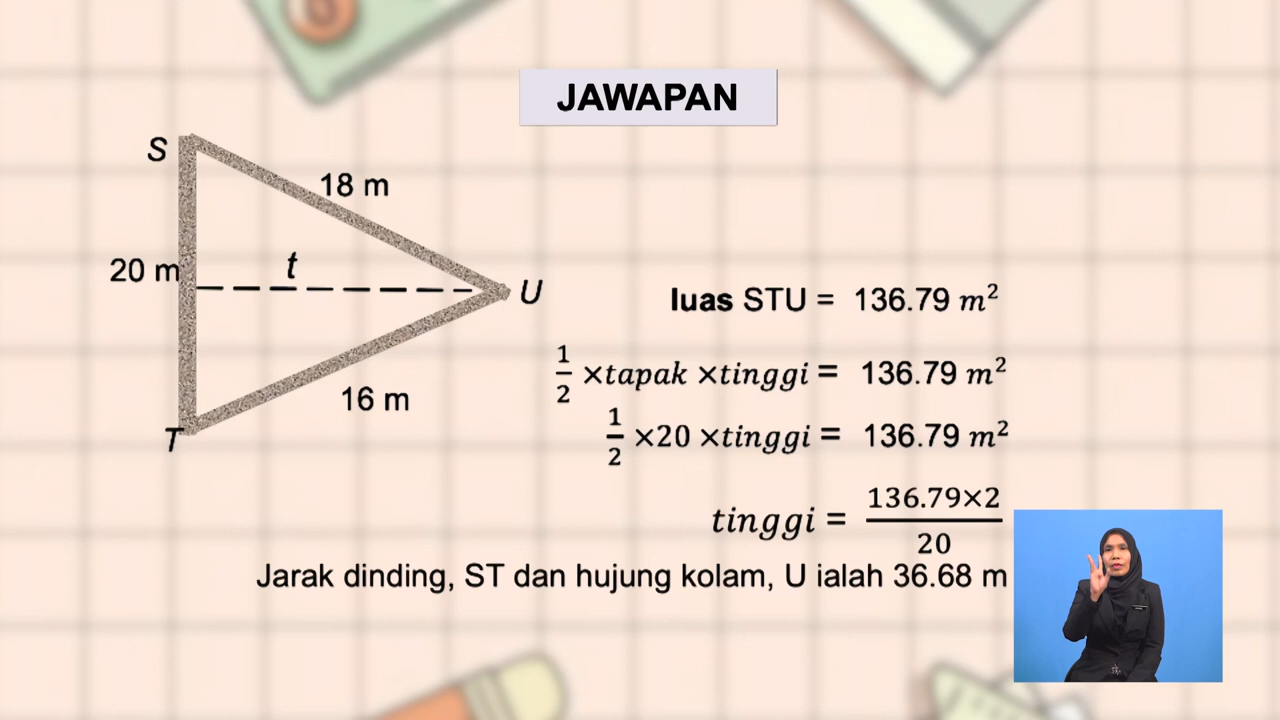 JAWAPAN
S
18 m
20 m
t
U
16 m
T
luas STU = 136.79 m²
1/2 ×tapak ×tinggi = 136.79 m²
1/2 ×20 ×tinggi = 136.79 m²
tinggi = 136.79×2/20
Jarak dinding, ST dan hujung kolam, U ialah 36.68 m